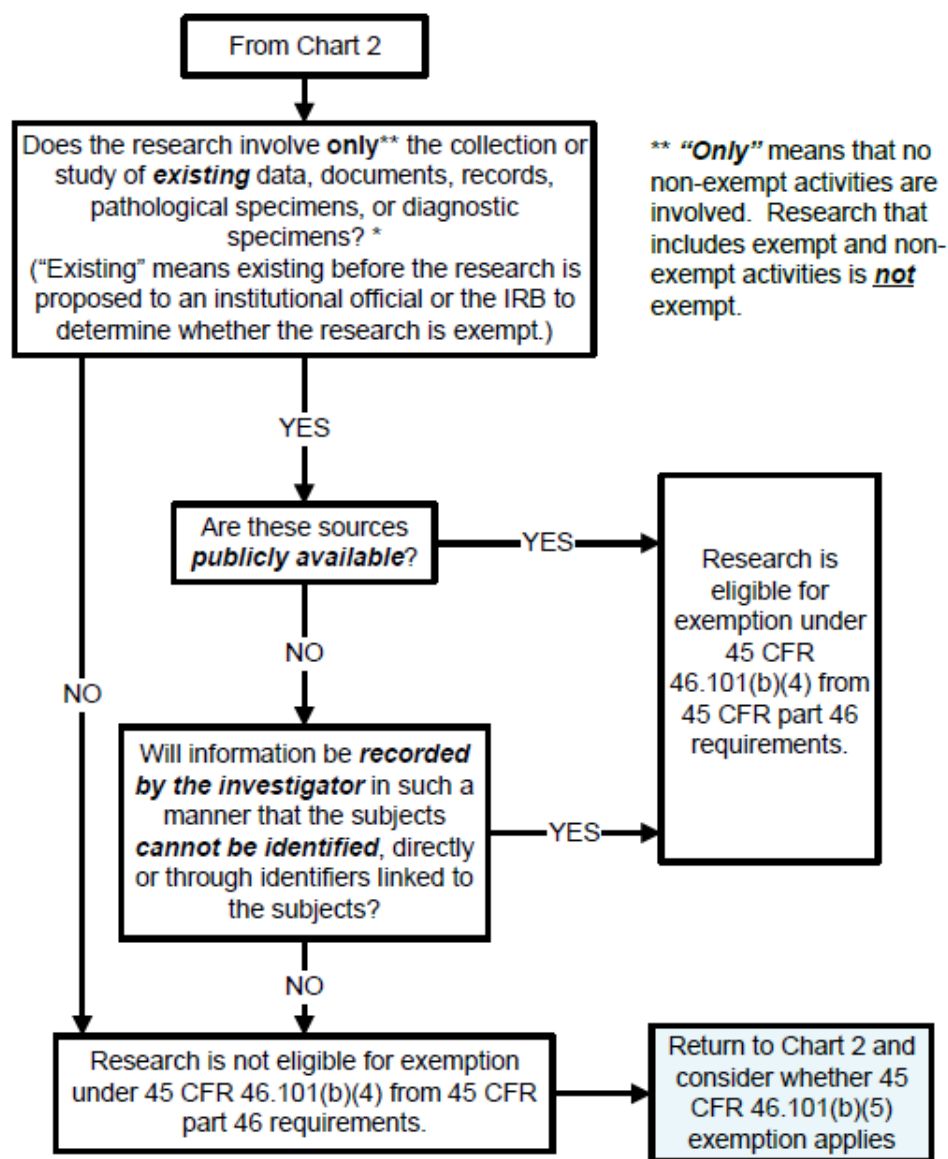 From Chart 2
Does the research involve only** the collection or
study of existing data, documents, records,
pathological specimens, or diagnostic
specimens? *
(“Existing” means existing before the research is
proposed to an institutional official or the IRB to
determine whether the research is exempt.)
** “Only” means that no
non-exempt activities are
involved.  Research that
includes exempt and non-
exempt activities is not
exempt.
YES
Are these sources
publicly available?
YES
Research is
eligible for
exemption under
45 CFR
46.101(b)(4) from
45 CFR part 46
requirements.
NO
NO
Will information be recorded
by the investigator in such a
manner that the subjects
cannot be identified, directly
or through identifiers linked to
the subjects?
YES
NO
Research is not eligible for exemption
under 45 CFR 46.101(b)(4) from 45 CFR
part 46 requirements.
Return to Chart 2 and
consider whether 45
CFR 46.101(b)(5)
exemption applies